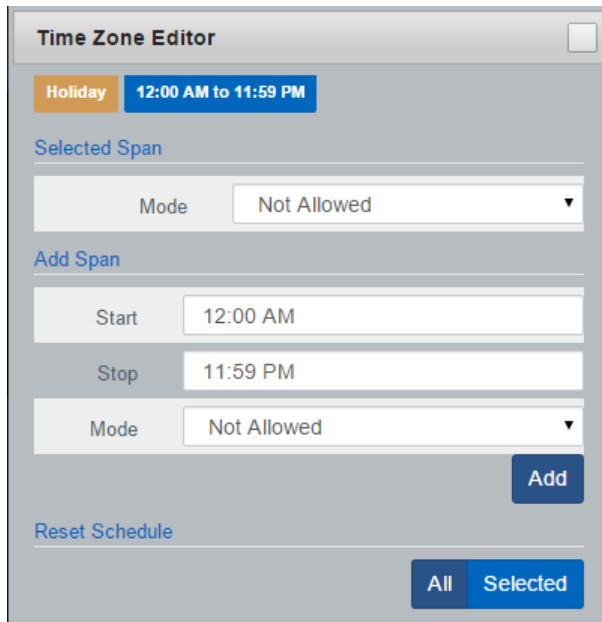 Time Zone Editor
Holiday 12:00 AM to 11:59 PM
Selected Span
Mode Not Allowed
Add Span
Start 12:00 AM
Stop 11:59 PM
Mode Not Allowed
Add
Reset Schedule
All Selected